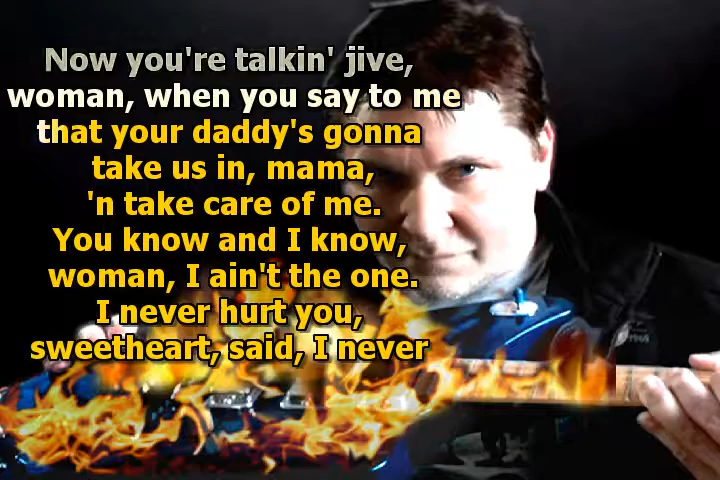 Now you're talkin' jive,
woman, when you say to me
that your daddy's gonna
take us in, mama,
'n take care of me.
You know and I know,
woman, I ain't the one.
I never hurt you,
sweetheart, said, I never